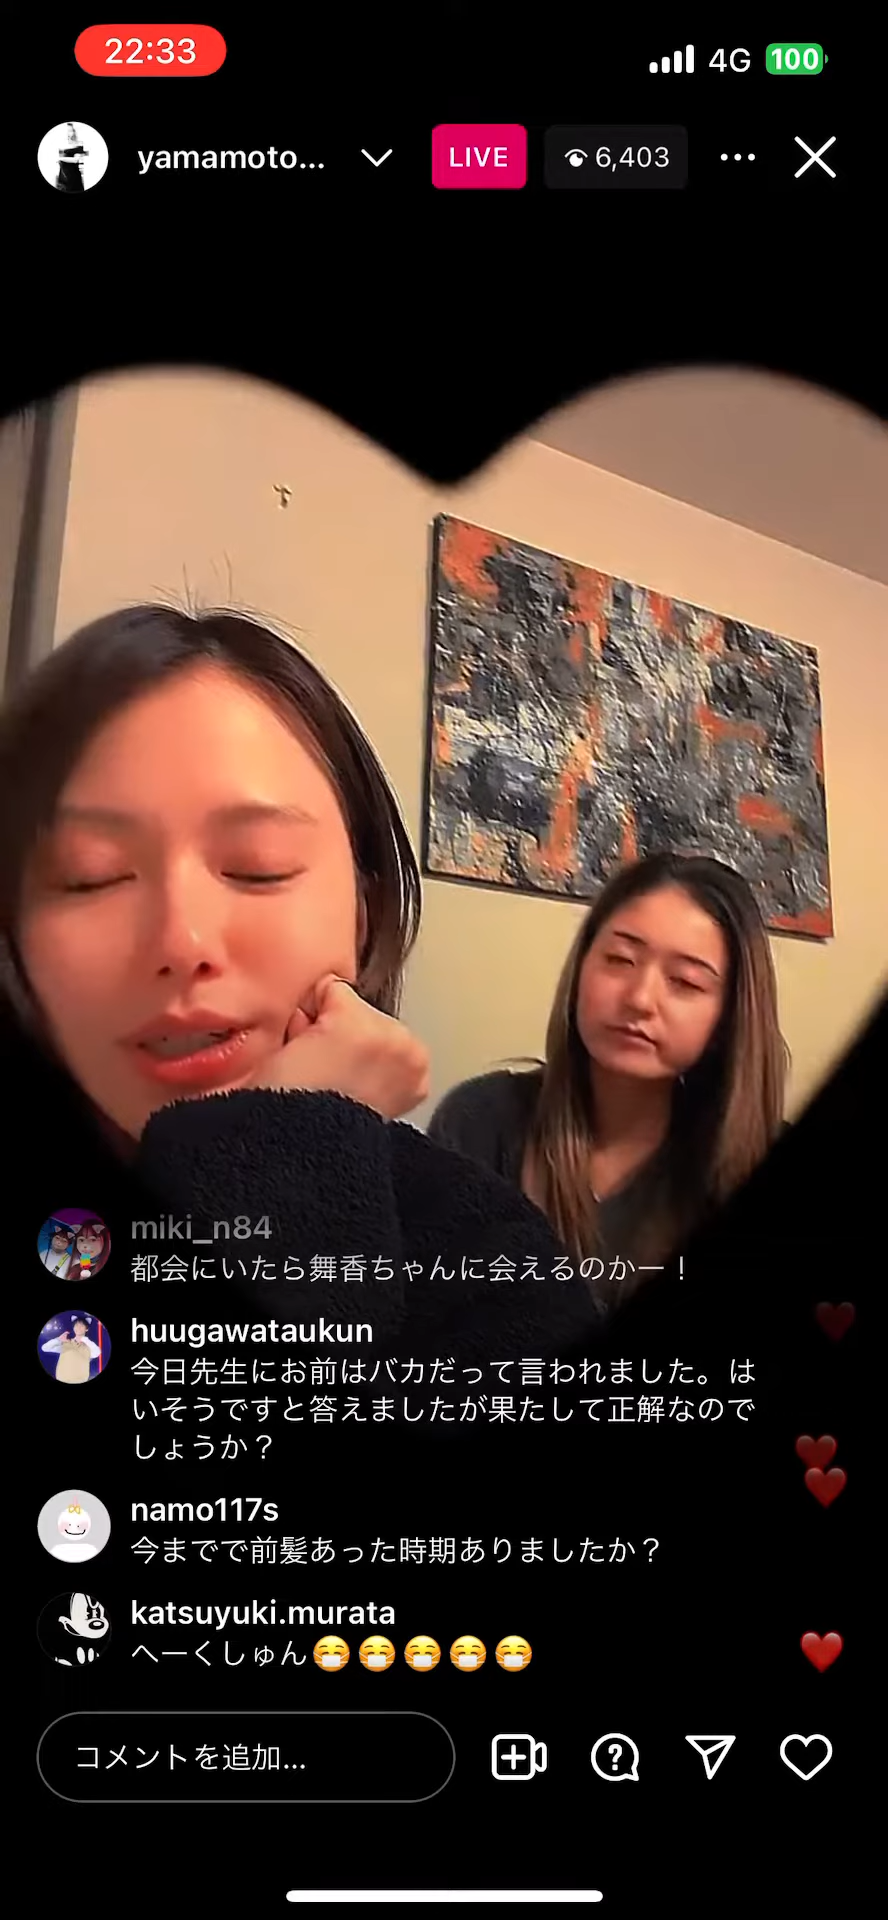 22:33
4G
100
yamamoto...
LIVE
6,403
miki_n84
都会にいたら舞香ちゃんに会えるのかー！
huugawataukun
今日先生にお前はバカだって言われました。は
いそうですと答えましたが果たして正解なので
しょうか？
namo117s
今までで前髪あった時期ありましたか？
katsuyuki.murata
へーくしゅん😷😷😷😷😷
コメントを追加...